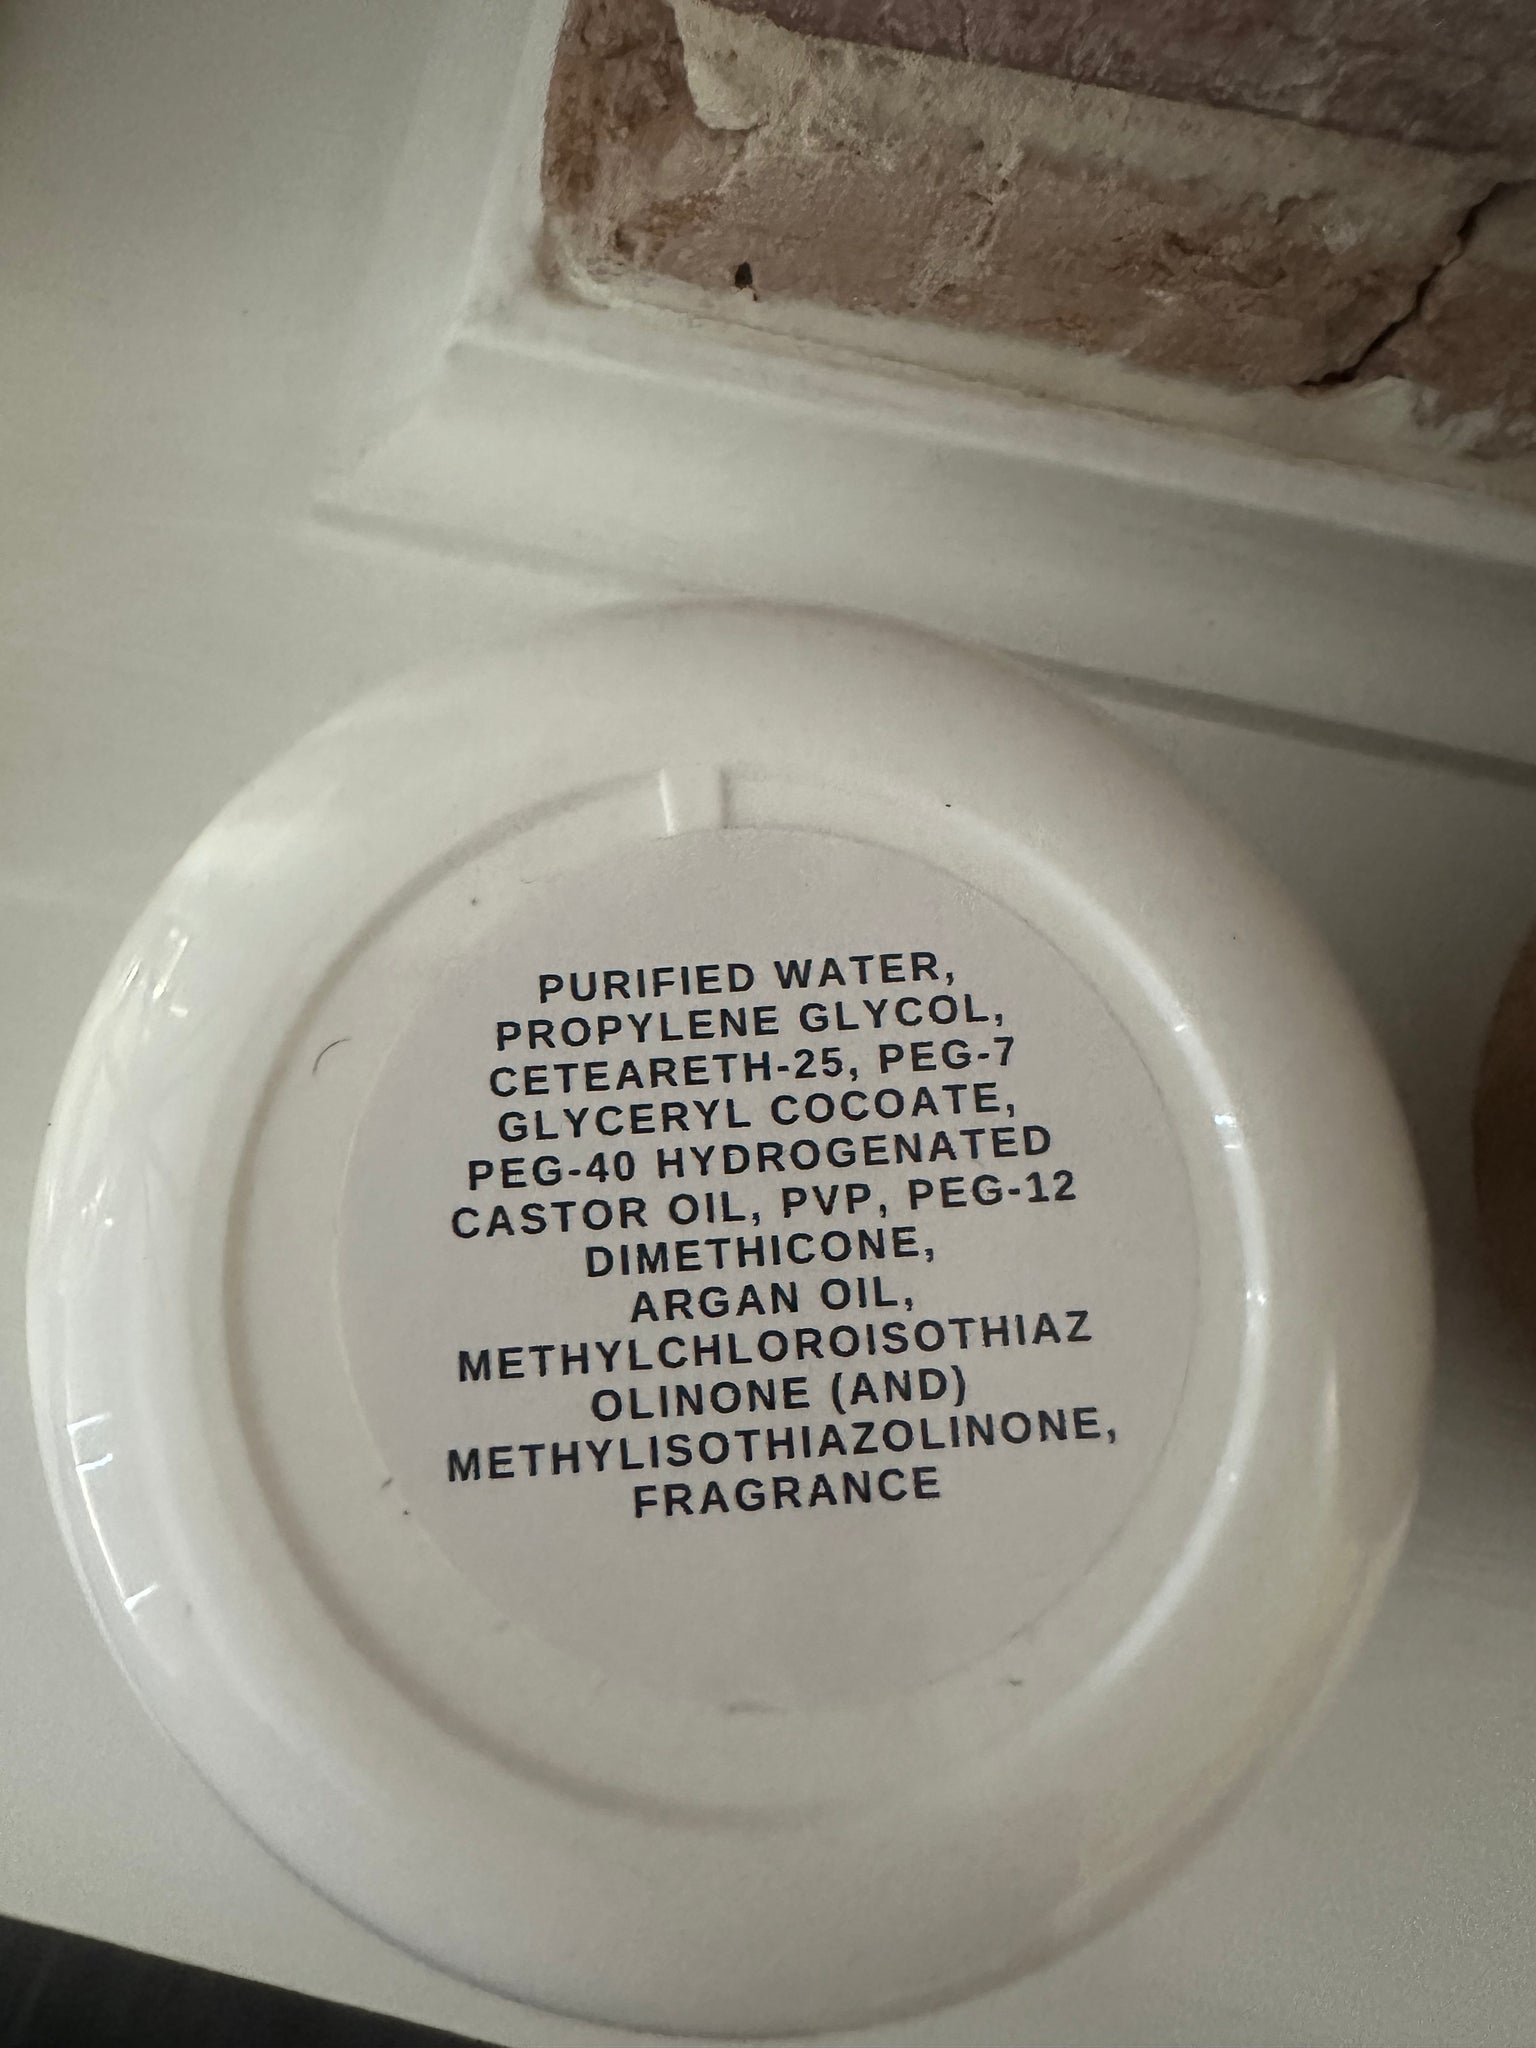 PURIFIED WATER,
PROPYLENE GLYCOL,
CETEARETH-25, PEG-7
GLYCERYL COCOATE,
PEG-40 HYDROGENATED
CASTOR OIL, PVP, PEG-12
DIMETHICONE,
ARGAN OIL,
METHYLCHLOROISOTHIAZ
OLINONE (AND)
METHYLISOTHIAZOLINONE,
FRAGRANCE